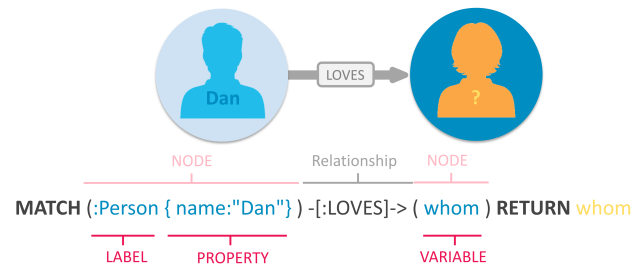 LOVES
Dan ?
NODE Relationship NODE
MATCH (:Person { name:"Dan"} ) -[:LOVES]-> ( whom ) RETURN whom
LABEL PROPERTY VARIABLE